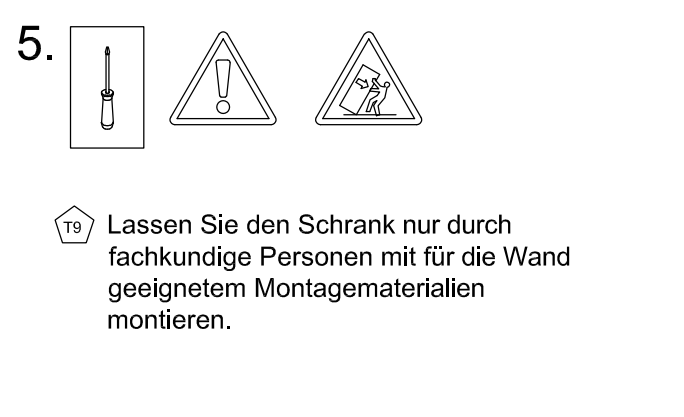 5.
T9
Lassen Sie den Schrank nur durch
fachkundige Personen mit für die Wand
geeignetem Montagematerialien
montieren.